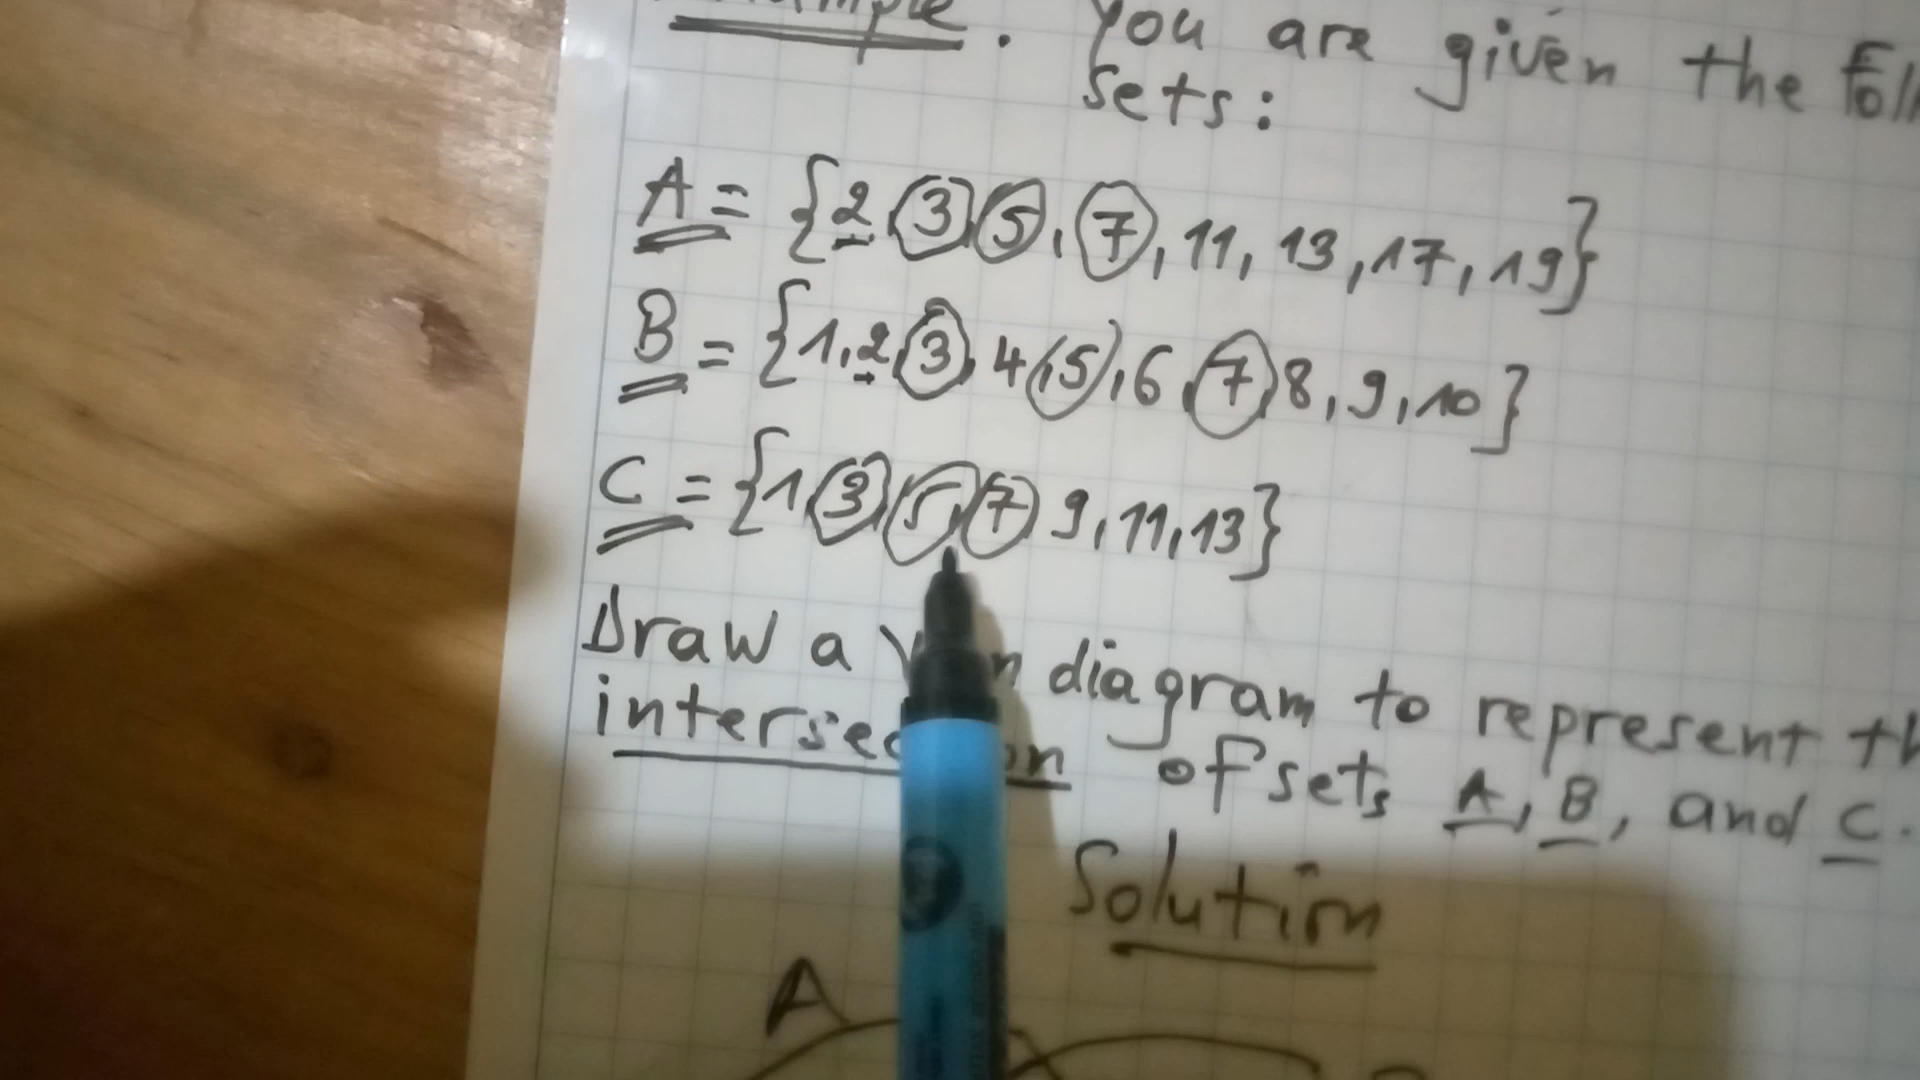 You are given the
sets:
A = {2, 3, 5, 7, 11, 13, 17, 19}
B = {1, 2, 3, 4, 5, 6, 7, 8, 9, 10}
C = {1, 3, 5, 7, 9, 11, 13}
Draw a diagram to represent
of sets A, B, and C.
Solution
A